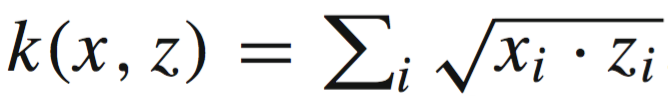 k(x, z) = ∑ᵢ √(xᵢ · zᵢ)